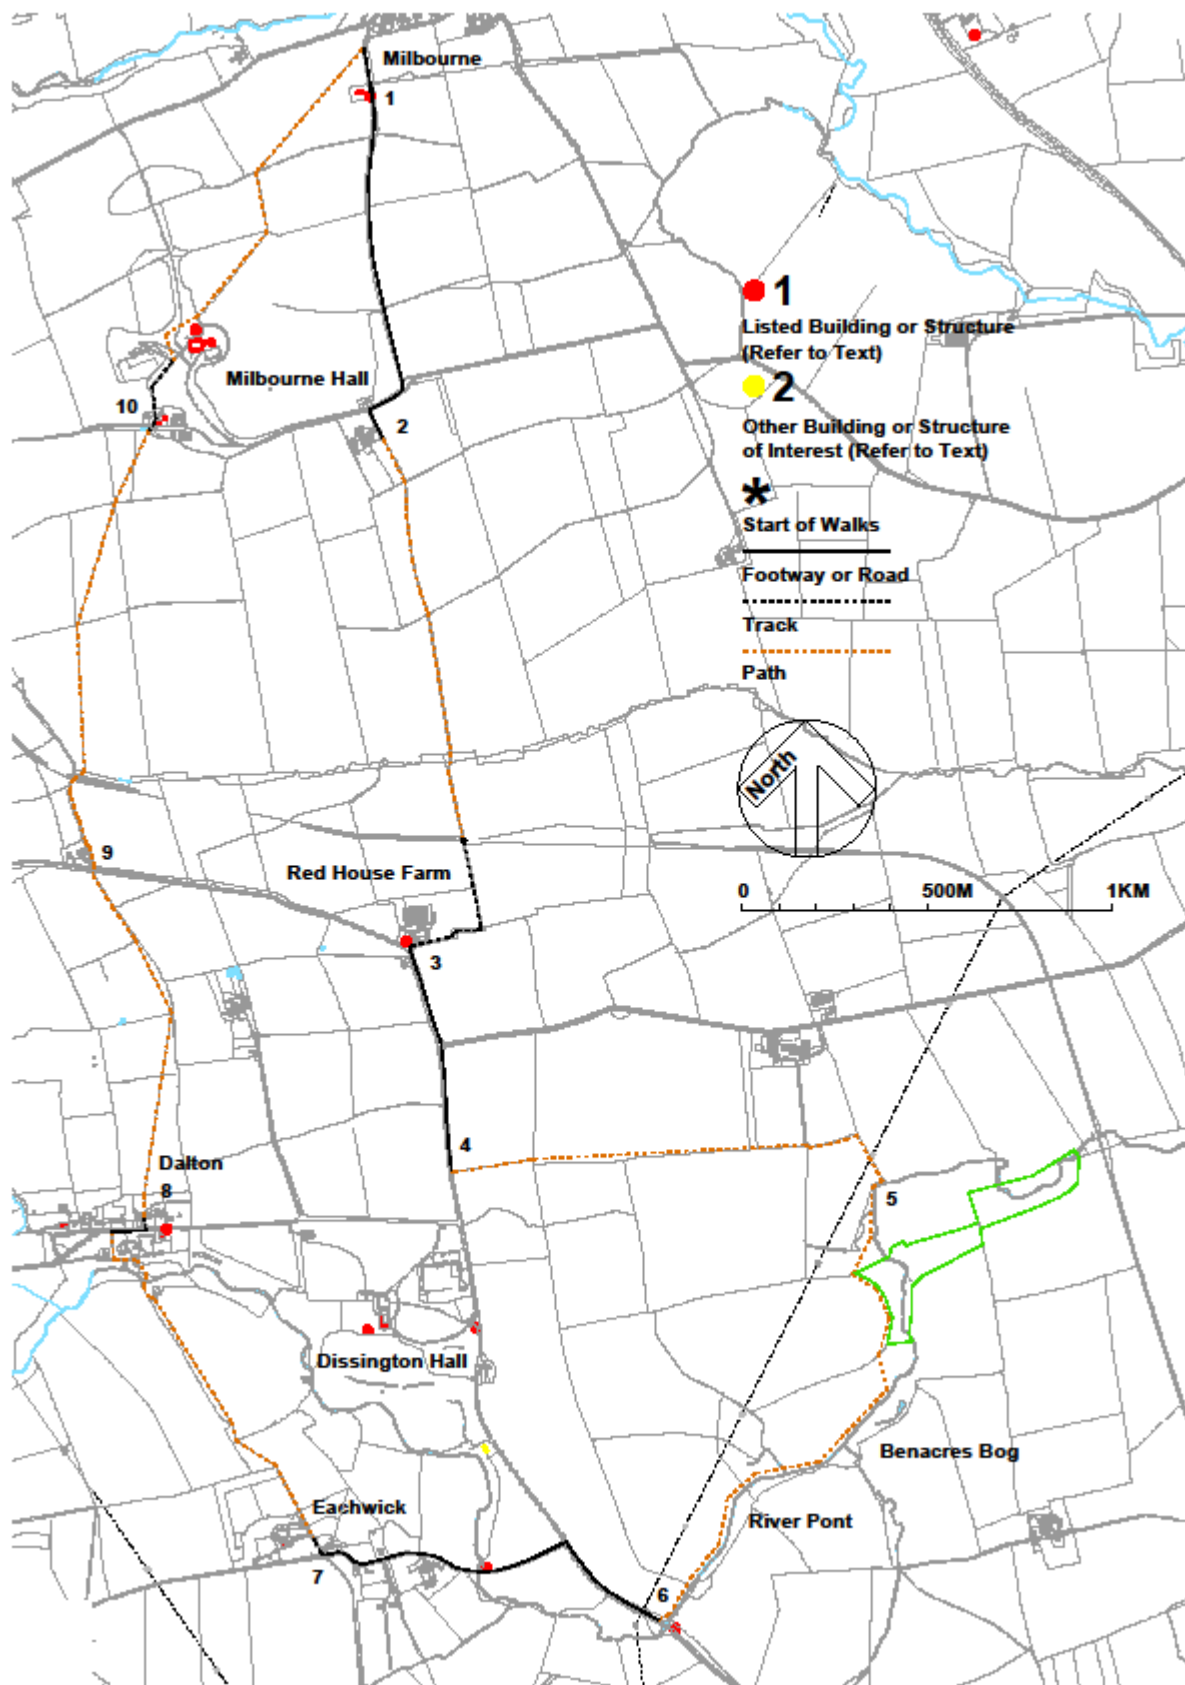 Milbourne
1
1
Listed Building or Structure
(Refer to Text)
Milbourne Hall
2
10
2
Other Building or Structure
of Interest (Refer to Text)
*
Start of Walks
Footway or Road
Track
Path
North
9
Red House Farm
0 500M 1KM
3
4
Dalton
8
5
Dissington Hall
Benacres Bog
Eachwick
River Pont
7
6